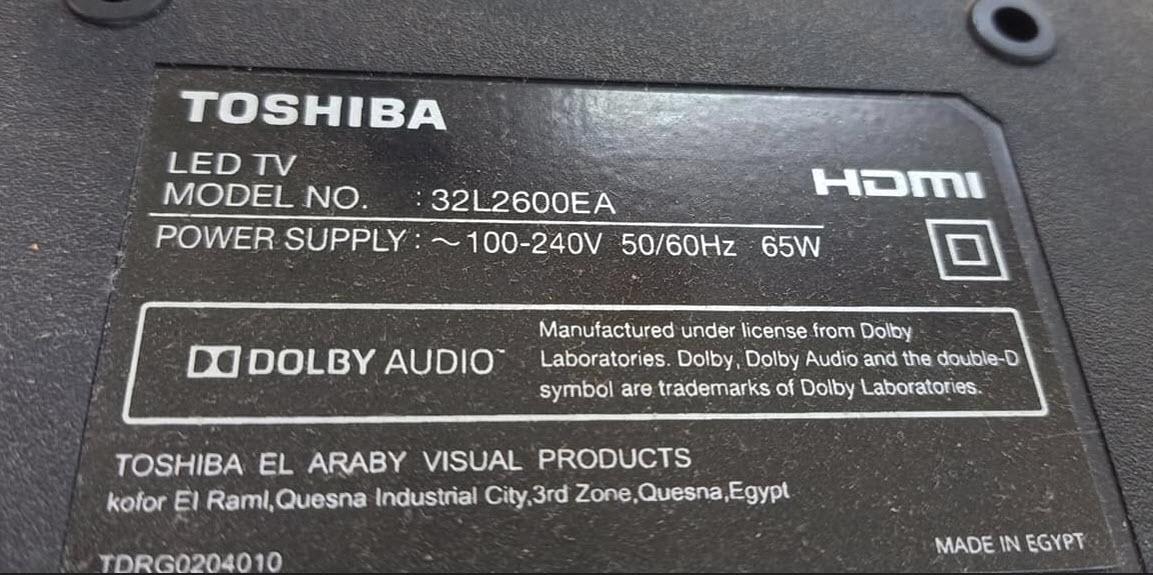 TOSHIBA
LED TV
MODEL NO. : 32L2600EA
HDMI
POWER SUPPLY : ~ 100-240V 50/60Hz 65W
DOLBY AUDIO™
Manufactured under license from Dolby
Laboratories. Dolby, Dolby Audio and the double-D
symbol are trademarks of Dolby Laboratories.
TOSHIBA EL ARABY VISUAL PRODUCTS
kofor El Raml,Quesna Industrial City,3rd Zone,Quesna,Egypt
MADE IN EGYPT
TDRG0204010